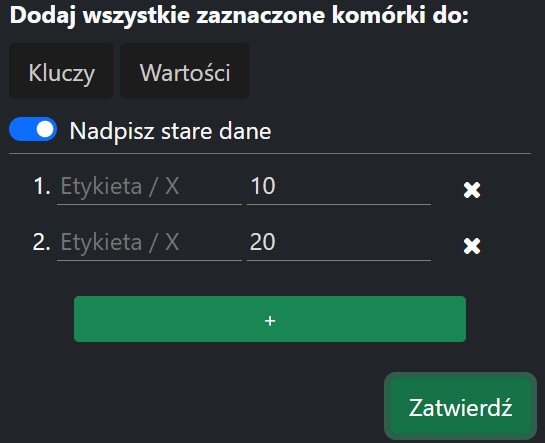 Dodaj wszystkie zaznaczone komórki do:
Kluczy Wartości
Nadpisz stare dane
1. Etykieta / X 10 ✖
2. Etykieta / X 20 ✖
+
Zatwierdź